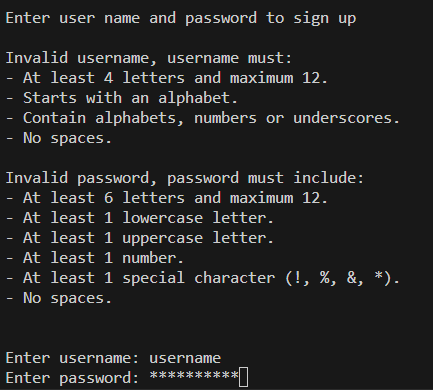 Enter user name and password to sign up
Invalid username, username must:
- At least 4 letters and maximum 12.
- Starts with an alphabet.
- Contain alphabets, numbers or underscores.
- No spaces.
Invalid password, password must include:
- At least 6 letters and maximum 12.
- At least 1 lowercase letter.
- At least 1 uppercase letter.
- At least 1 number.
- At least 1 special character (!, %, &, *).
- No spaces.
Enter username: username
Enter password: **********